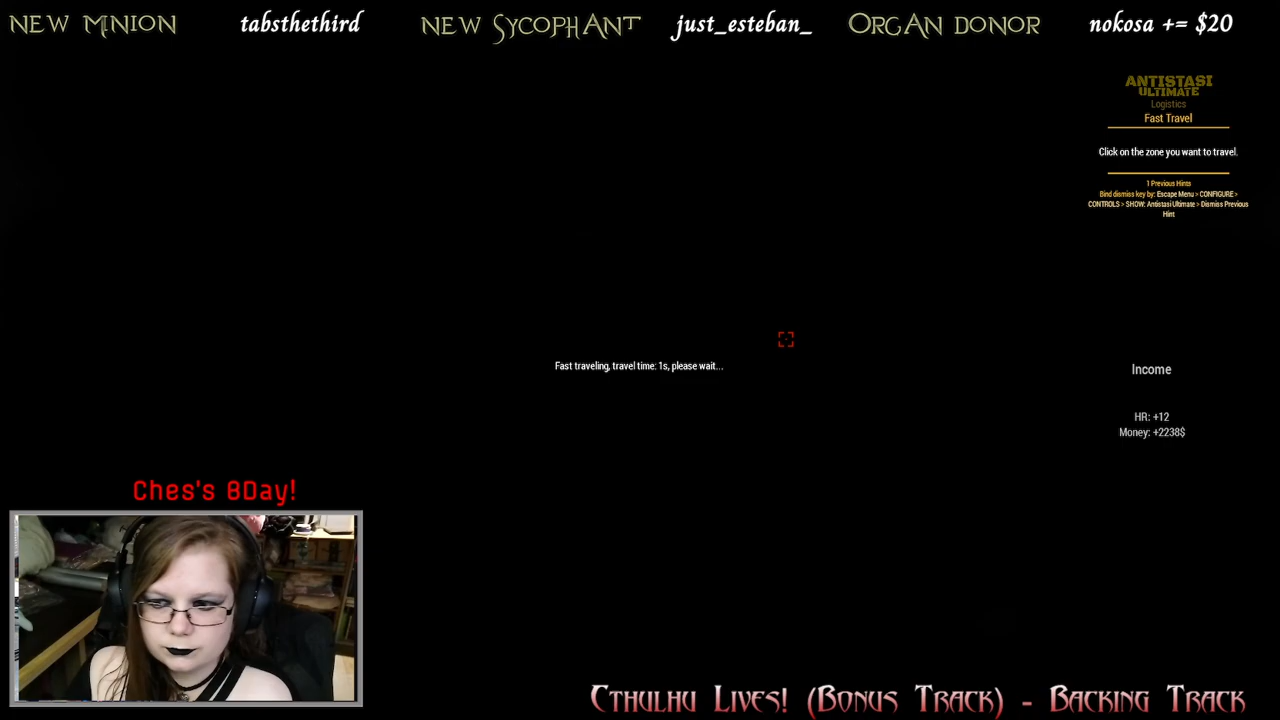 NEW MINION
tabsthethird
NEW SYCOPHANT
just_esteban_
ORGAN DONOR
nokosa += $20
ANTISTASI
ULTIMATE
Logistics
Fast Travel
Click on the zone you want to travel.
1 Previous Hints
Bind dismiss key by: Escape Menu > CONFIGURE >
CONTROLS > SHOW: Antistasi Ultimate > Dismiss Previous
Hint
Fast traveling, travel time: 1s, please wait...
Income
HR: +12
Money: +2238$
Ches's BDay!
Cthulhu Lives! (Bonus Track) - Backing Track